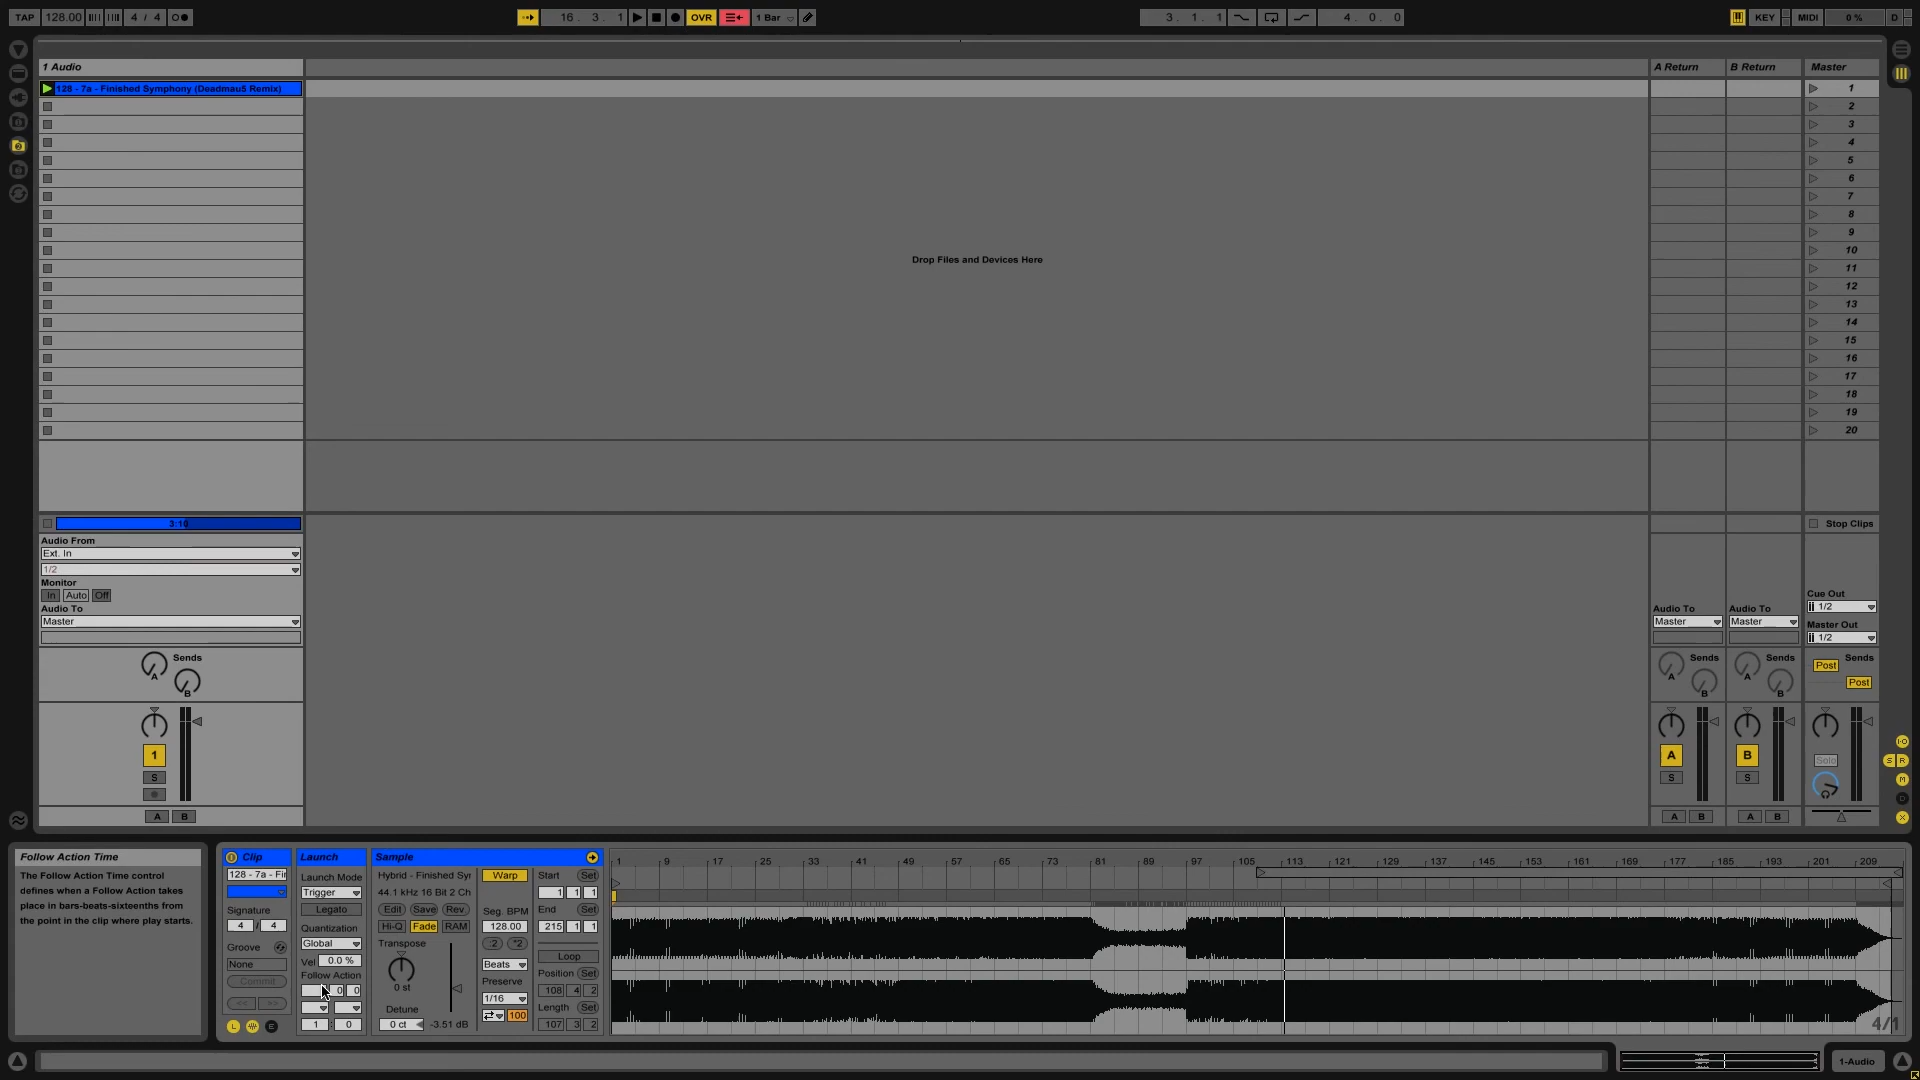 TAP 128.00 4 / 4 16 . 3 . 1 OVR 1 Bar 3 . 1 . 1 4 . 0 . 0 KEY MIDI 0 % D
1 Audio A Return B Return Master
128 - 7a - Finished Symphony (Deadmau5 Remix) 1
2
3
4
5
6
7
8
9
Drop Files and Devices Here
10
11
12
13
14
15
16
17
18
19
20
3:10 Stop Clips
Audio From
Ext. In
1/2
Monitor
In Auto Off
Audio To
Master
Audio To
Master
Audio To
Master
Cue Out
1/2
Master Out
1/2
Sends
A
B
Sends
A
B
Sends
A
B
Sends
Post
Post
1
S
A
S
B
S
Solo
A B
A B
A B
I-O
S R
M
D
X
Follow Action Time
The Follow Action Time control
defines when a Follow Action takes
place in bars-beats-sixteenths from
the point in the clip where play starts.
Clip
128 - 7a - Fi
Signature
4 / 4
Groove
None
Commit
<< >>
L E
Launch
Launch Mode
Trigger
Legato
Quantization
Global
Vel 0.0 %
Follow Action
0 0
1 : 0
Sample
Hybrid - Finished Syr
44.1 kHz 16 Bit 2 Ch
Edit Save Rev
Hi-Q Fade RAM
Transpose
0 st
Detune
0 ct -3.51 dB
Warp
Seg. BPM
128.00
:2 *2
Beats
Preserve
1/16
100
Start Set
1 1 1
End Set
215 1 1
Loop
Position Set
108 4 2
Length Set
107 3 2
1 9 17 25 33 41 49 57 65 73 81 89 97 105 113 121 129 137 145 153 161 169 177 185 193 201 209
4/1
1-Audio